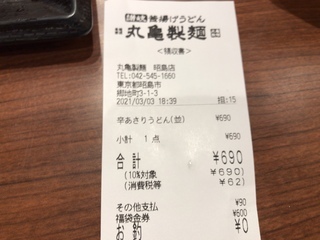 讃岐釜揚げうどん
丸亀製麺
<領収書>
丸亀製麺 昭島店
TEL:042-545-1660
東京都昭島市
2021/03/03 18:39 担:15
辛あさりうどん(並) ¥690
小計 1点 ¥690
合計 ¥690
(10%対象 ¥690)
(消費税等 ¥62)
その他支払 ¥90
福袋金券 ¥600
お釣 ¥0